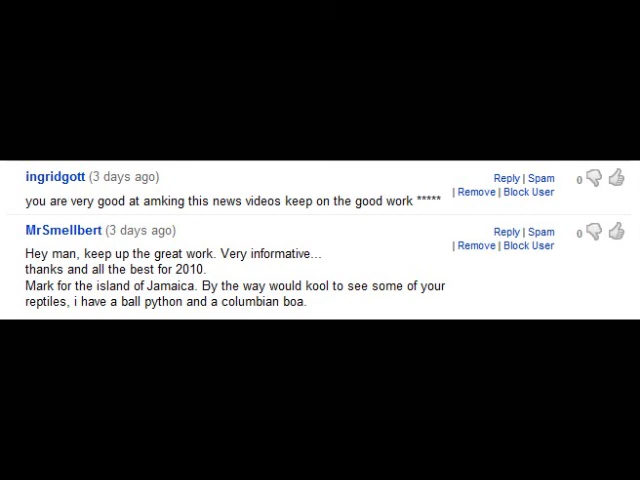 ingridgott (3 days ago)
Reply | Spam
| Remove | Block User
0
you are very good at amking this news videos keep on the good work *****
MrSmellbert (3 days ago)
Reply | Spam
| Remove | Block User
0
Hey man, keep up the great work. Very informative...
thanks and all the best for 2010.
Mark for the island of Jamaica. By the way would kool to see some of your
reptiles, i have a ball python and a columbian boa.